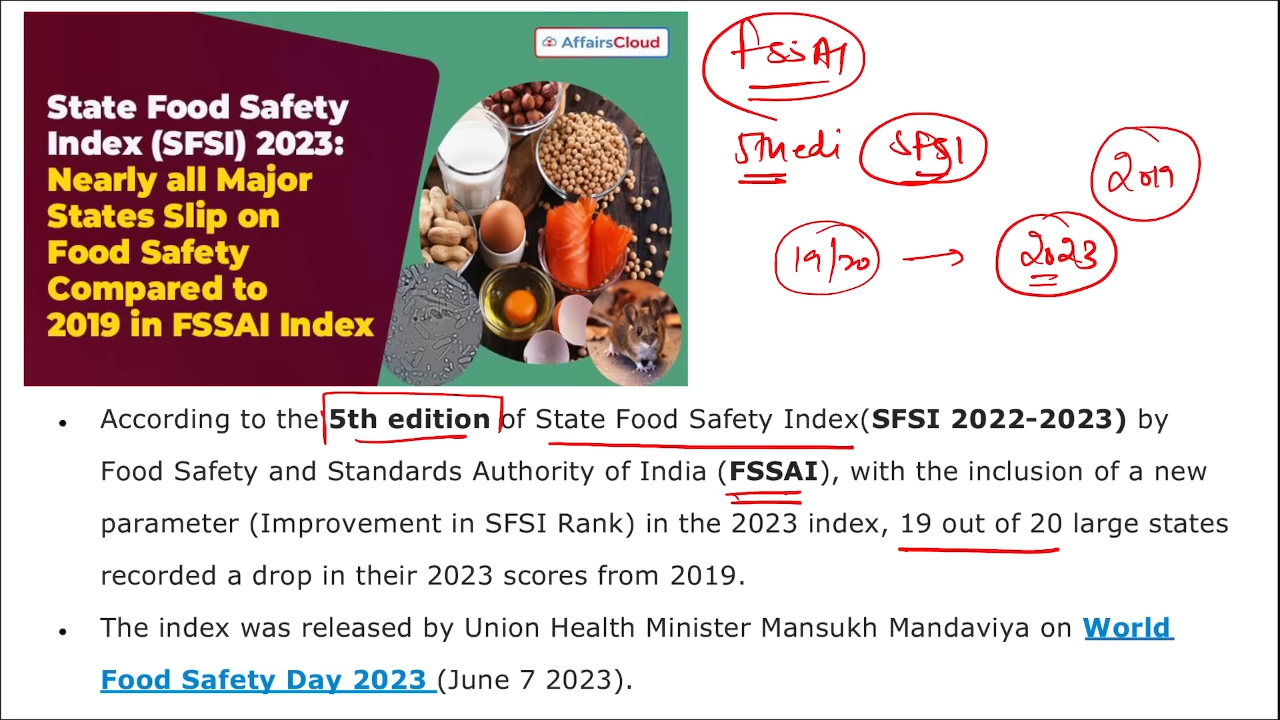 AffairsCloud
State Food Safety
Index (SFSI) 2023:
Nearly all Major
States Slip on
Food Safety
Compared to
2019 in FSSAI Index
FSSAI
SFSI
2019
19/20 → 2023
• According to the 5th edition of State Food Safety Index(SFSI 2022-2023) by
Food Safety and Standards Authority of India (FSSAI), with the inclusion of a new
parameter (Improvement in SFSI Rank) in the 2023 index, 19 out of 20 large states
recorded a drop in their 2023 scores from 2019.
• The index was released by Union Health Minister Mansukh Mandaviya on World
Food Safety Day 2023 (June 7 2023).